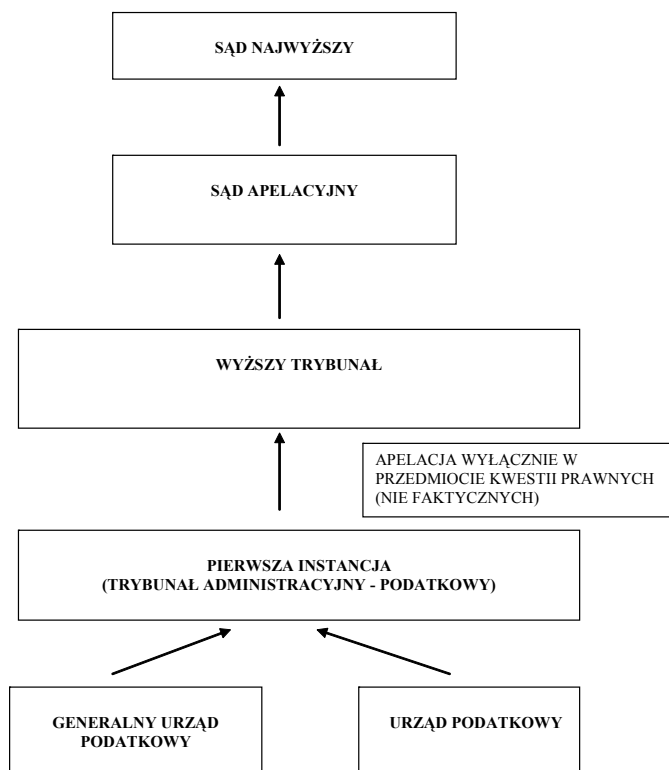 SĄD NAJWYŻSZY
SĄD APELACYJNY
WYŻSZY TRYBUNAŁ
APELACJA WYŁĄCZNIE W
PRZEDMIOCIE KWESTII PRAWNYCH
(NIE FAKTYCZNYCH)
PIERWSZA INSTANCJA
(TRYBUNAŁ ADMINISTRACYJNY - PODATKOWY)
GENERALNY URZĄD
PODATKOWY
URZĄD PODATKOWY